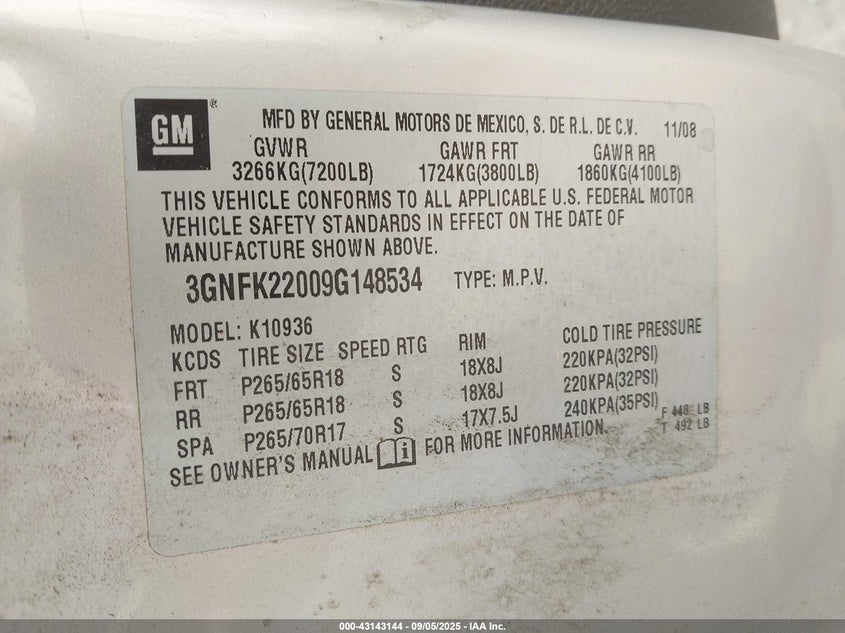 GM ®
MFD BY GENERAL MOTORS DE MEXICO, S. DE R.L. DE C.V. 11/08
GVWR GAWR FRT GAWR RR
3266KG(7200LB) 1724KG(3800LB) 1860KG(4100LB)
THIS VEHICLE CONFORMS TO ALL APPLICABLE U.S. FEDERAL MOTOR
VEHICLE SAFETY STANDARDS IN EFFECT ON THE DATE OF
MANUFACTURE SHOWN ABOVE.
3GNFK22009G148534 TYPE: M.P.V.
MODEL: K10936
KCDS TIRE SIZE SPEED RTG RIM COLD TIRE PRESSURE
FRT P265/65R18 S 18X8J 220KPA(32PSI)
RR P265/65R18 S 18X8J 220KPA(32PSI)
SPA P265/70R17 S 17X7.5J 240KPA(35PSI) F 448 LB
T 492 LB
SEE OWNER'S MANUAL FOR MORE INFORMATION.
000-43143144 - 09/05/2025 - IAA Inc.